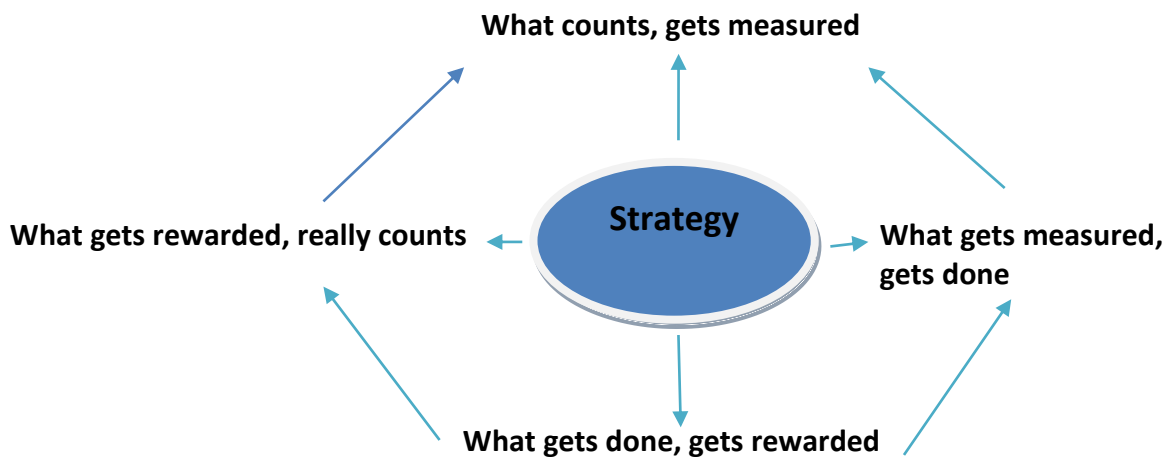 What counts, gets measured
Strategy
What gets rewarded, really counts
What gets measured,
gets done
What gets done, gets rewarded